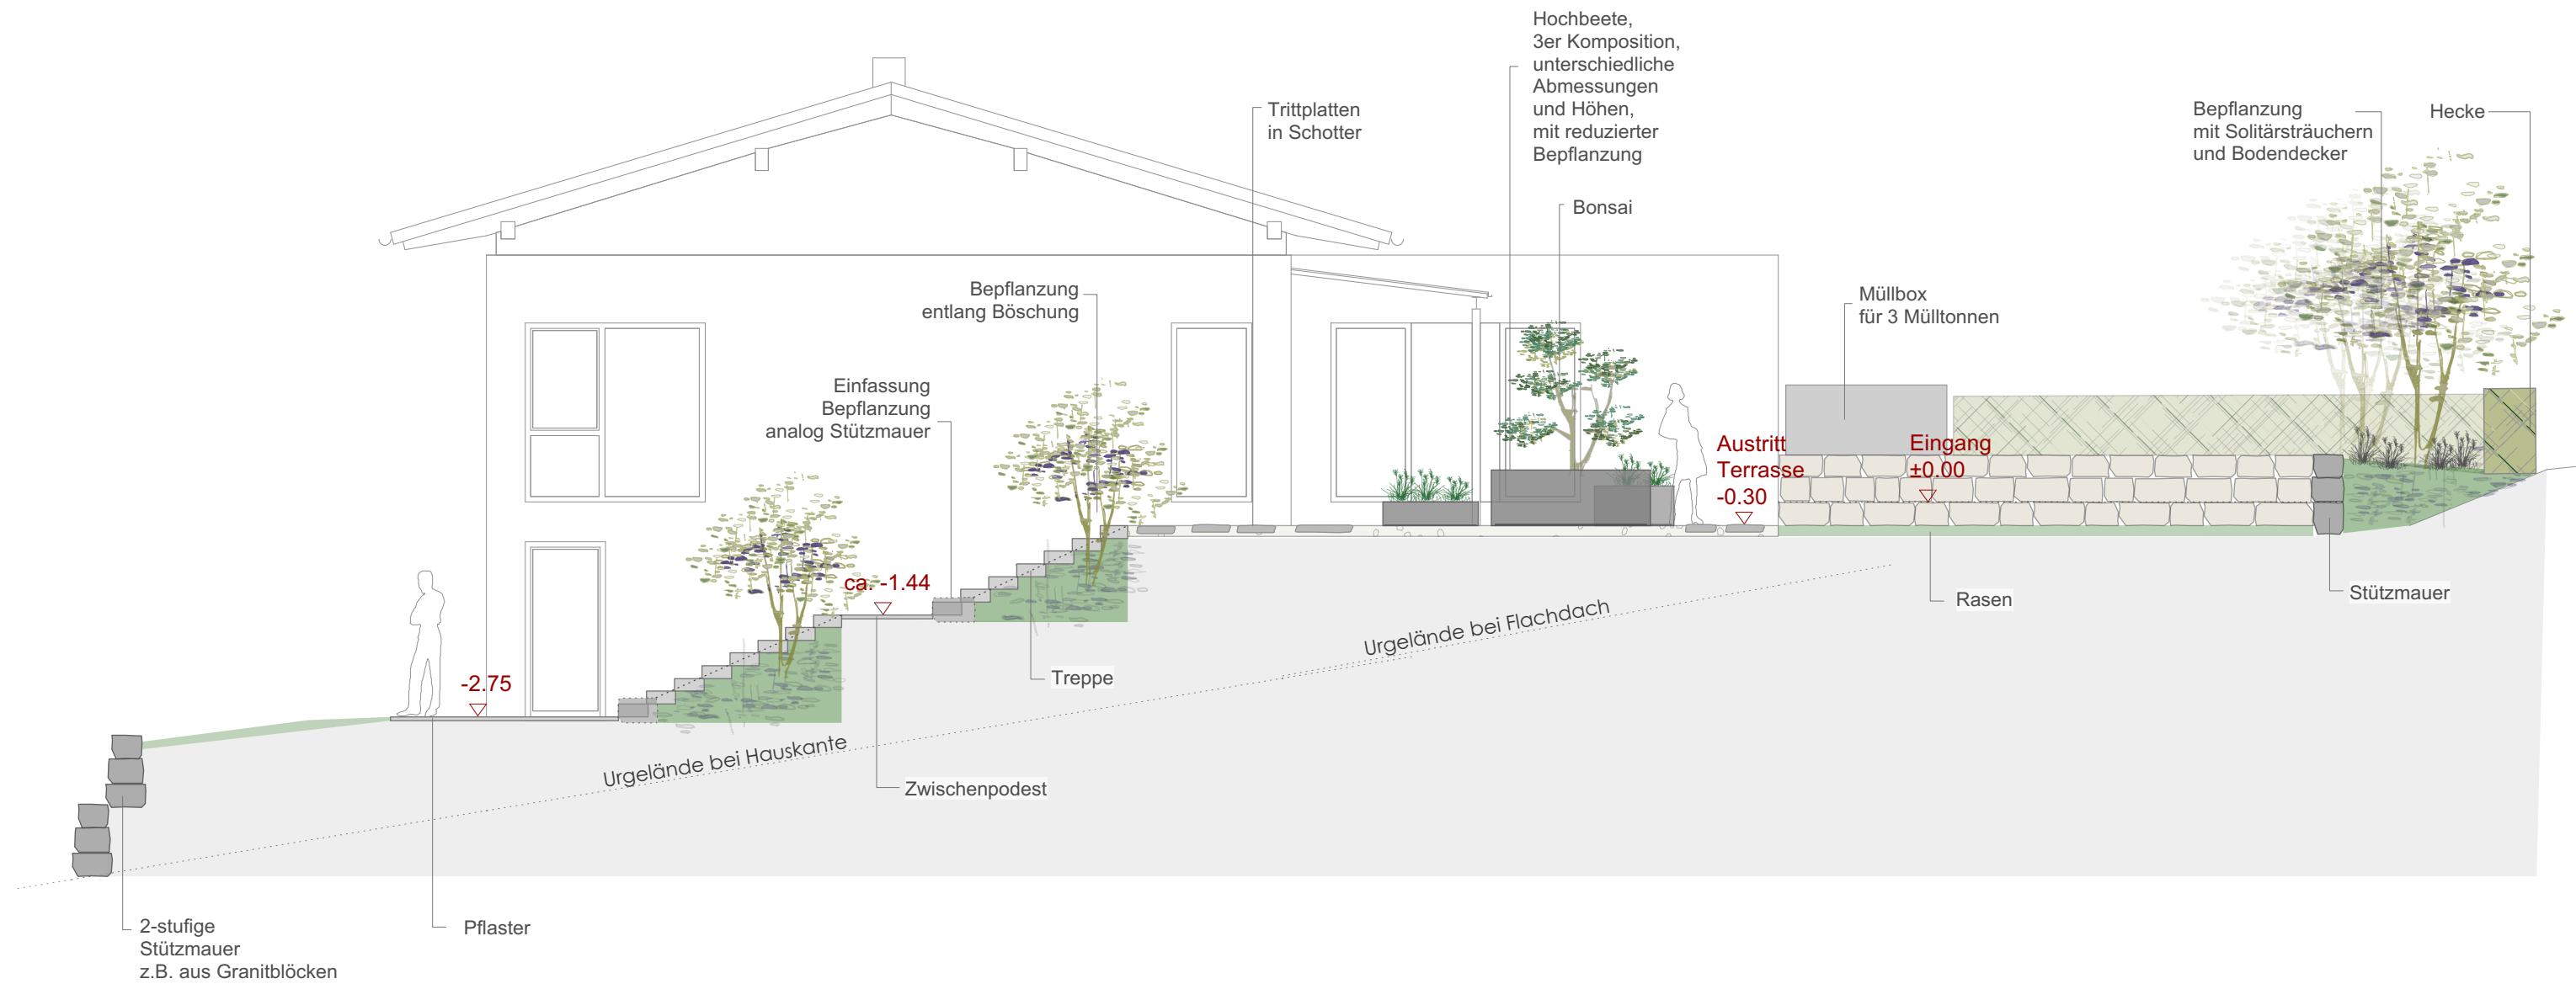 Hochbeete,
3er Komposition,
unterschiedliche
Abmessungen
und Höhen,
mit reduzierter
Bepflanzung
Trittplatten
in Schotter
Bepflanzung
mit Solitärsträuchern
und Bodendecker
Hecke
Bonsai
Bepflanzung
entlang Böschung
Müllbox
für 3 Mülltonnen
Einfassung
Bepflanzung
analog Stützmauer
Austritt
Terrasse
-0.30
Eingang
±0.00
ca. -1.44
Rasen
Stützmauer
Urgelände bei Flachdach
-2.75
Treppe
Urgelände bei Hauskante
Zwischenpodest
2-stufige
Stützmauer
z.B. aus Granitblöcken
Pflaster